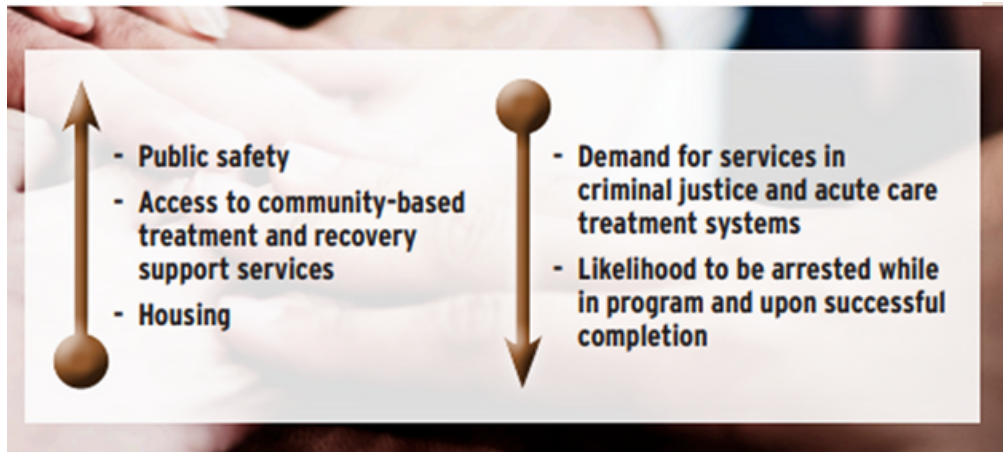 - Public safety
- Access to community-based
treatment and recovery
support services
- Housing
- Demand for services in
criminal justice and acute care
treatment systems
- Likelihood to be arrested while
in program and upon successful
completion